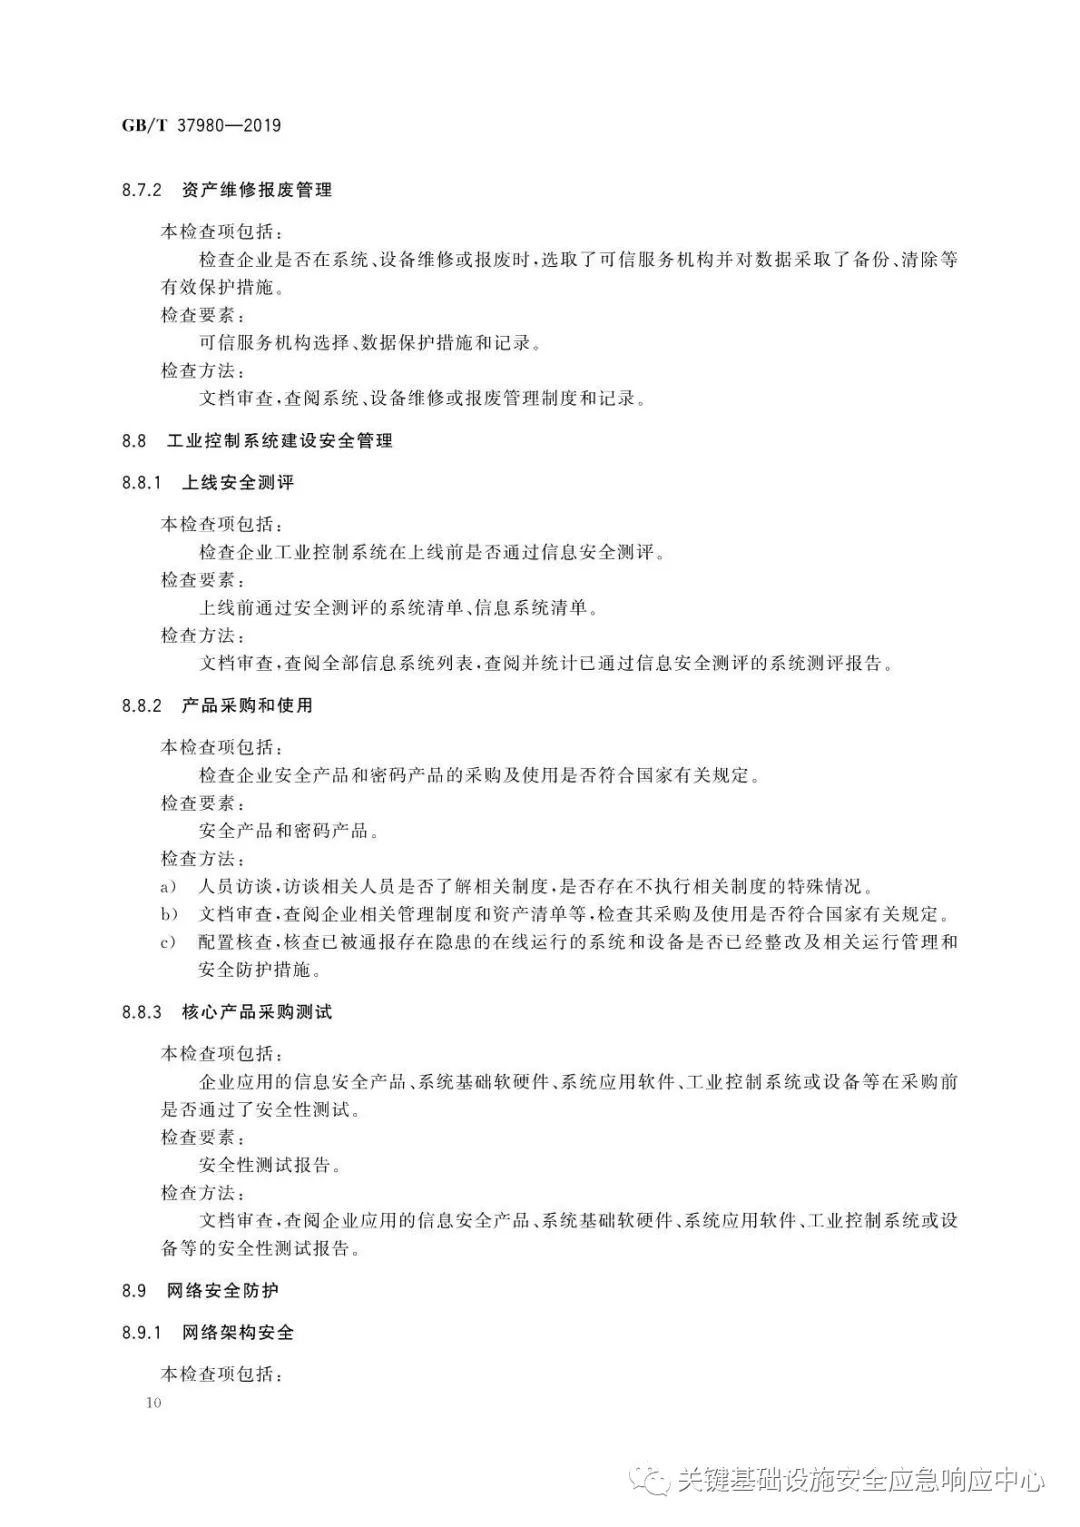 GB/T 37980—2019
8.7.2 资产维修报废管理
本检查项包括:
检查企业是否在系统、设备维修或报废时,选取了可信服务机构并对数据采取了备份、清除等
有效保护措施。
检查要素:
可信服务机构选择、数据保护措施和记录。
检查方法:
文档审查,查阅系统、设备维修或报废管理制度和记录。
8.8 工业控制系统建设安全管理
8.8.1 上线安全测评
本检查项包括:
检查企业工业控制系统在上线前是否通过信息安全测评。
检查要素:
上线前通过安全测评的系统清单、信息系统清单。
检查方法:
文档审查,查阅全部信息系统列表,查阅并统计已通过信息安全测评的系统测评报告。
8.8.2 产品采购和使用
本检查项包括:
检查企业安全产品和密码产品的采购及使用是否符合国家有关规定。
检查要素:
安全产品和密码产品。
检查方法:
a) 人员访谈,访谈相关人员是否了解相关制度,是否存在不执行相关制度的特殊情况。
b) 文档审查,查阅企业相关管理制度和资产清单等,检查其采购及使用是否符合国家有关规定。
c) 配置核查,核查已被通报存在隐患的在线运行的系统和设备是否已经整改及相关运行管理和
安全防护措施。
8.8.3 核心产品采购测试
本检查项包括:
企业应用的信息安全产品、系统基础软硬件、系统应用软件、工业控制系统或设备等在采购前
是否通过了安全性测试。
检查要素:
安全性测试报告。
检查方法:
文档审查,查阅企业应用的信息安全产品、系统基础软硬件、系统应用软件、工业控制系统或设
备等的安全性测试报告。
8.9 网络安全防护
8.9.1 网络架构安全
本检查项包括:
10
关键基础设施安全应急响应中心